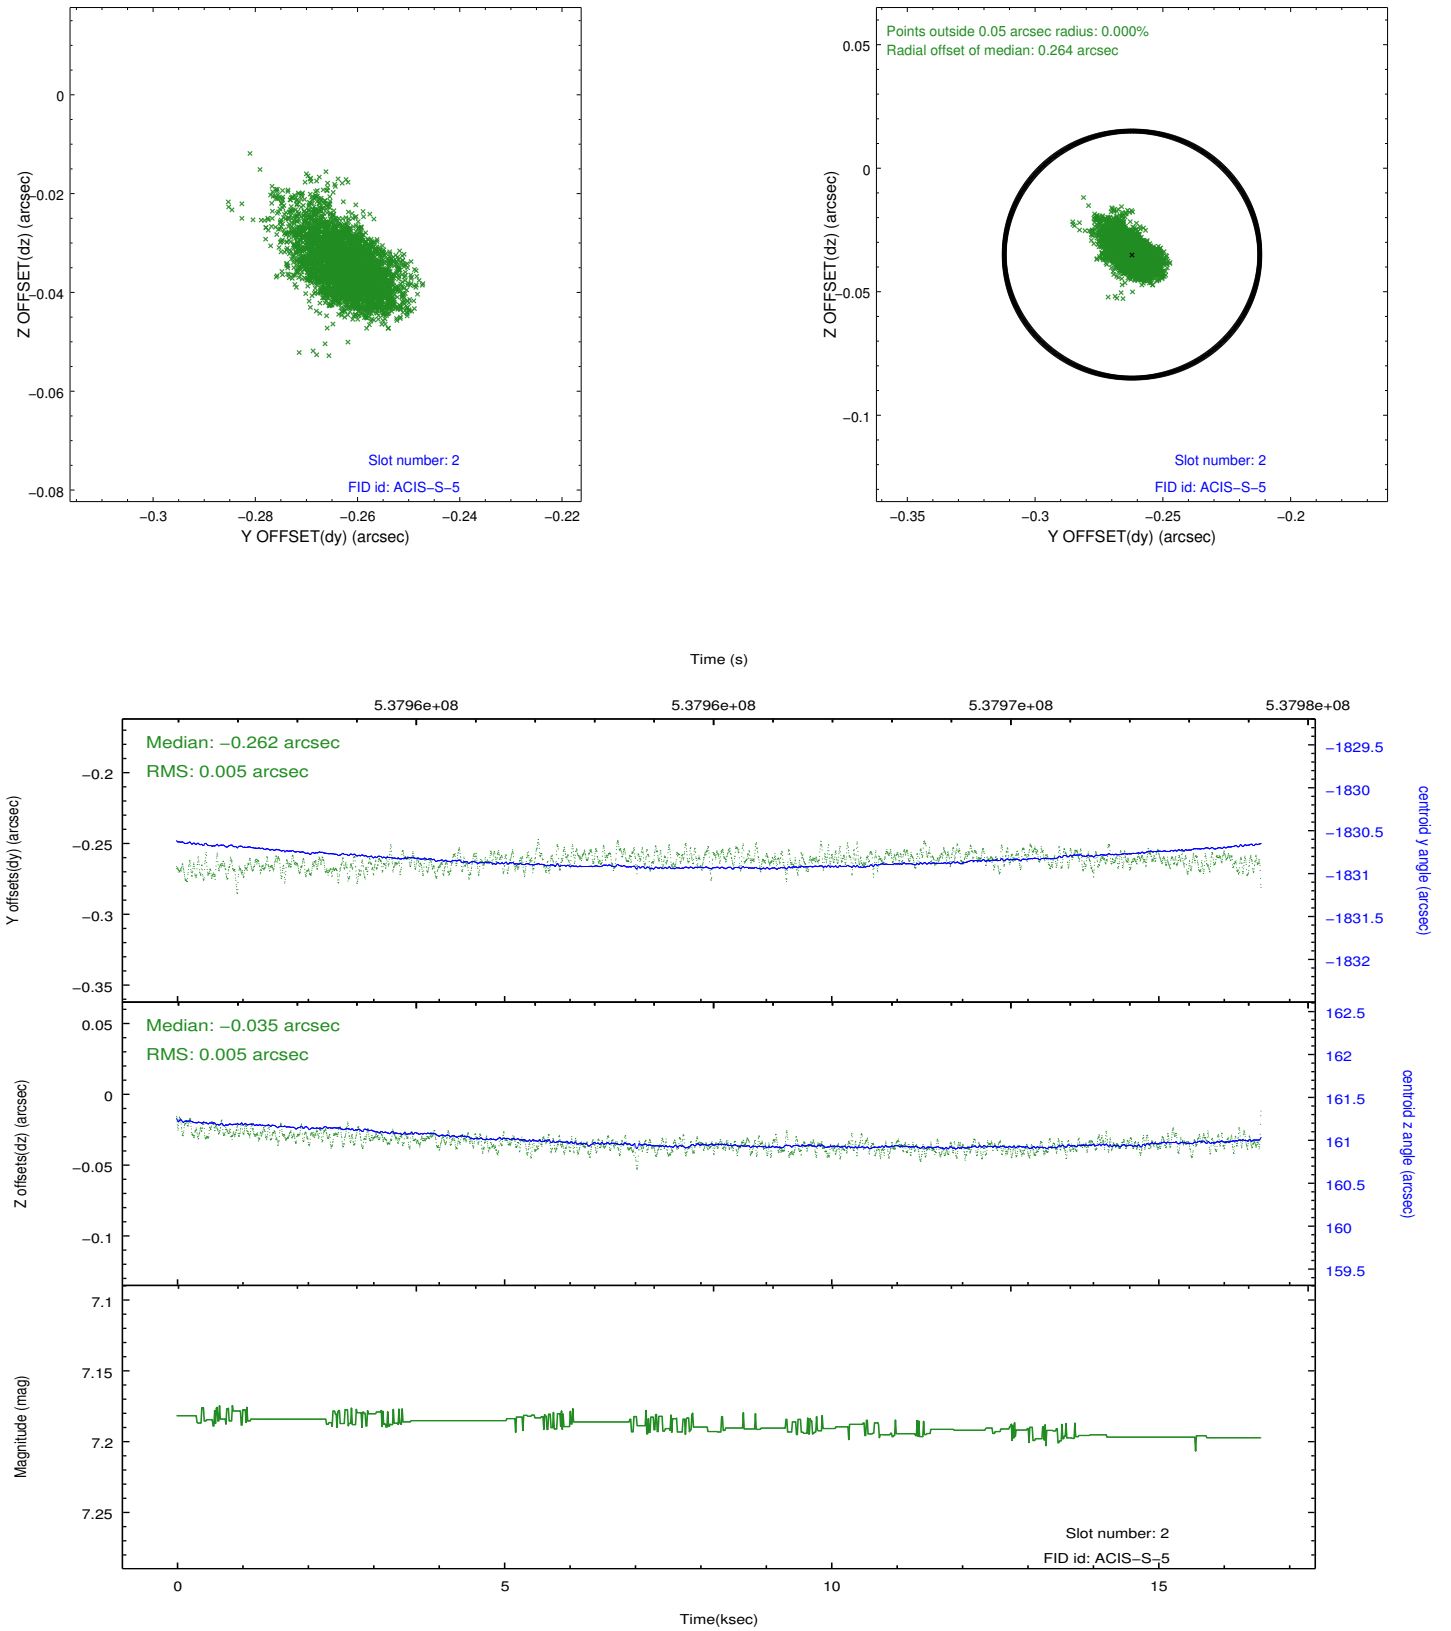 0
−0.02
−0.04
−0.06
−0.08
Z OFFSET(dz) (arcsec)
Slot number: 2
FID id: ACIS−S−5
−0.3
−0.28
−0.26
−0.24
−0.22
Y OFFSET(dy) (arcsec)
Points outside 0.05 arcsec radius: 0.000%
Radial offset of median: 0.264 arcsec
0.05
0
−0.05
−0.1
Z OFFSET(dz) (arcsec)
Slot number: 2
FID id: ACIS−S−5
−0.35
−0.3
−0.25
−0.2
Y OFFSET(dy) (arcsec)
Time (s)
5.3796e+08
5.3796e+08
5.3797e+08
5.3798e+08
Median: −0.262 arcsec
RMS: 0.005 arcsec
−0.2
−0.25
−0.3
−0.35
Y offsets(dy) (arcsec)
−1829.5
−1830
−1830.5
−1831
−1831.5
−1832
centroid y angle (arcsec)
Median: −0.035 arcsec
RMS: 0.005 arcsec
0.05
0
−0.05
−0.1
Z offsets(dz) (arcsec)
162.5
162
161.5
161
160.5
160
159.5
centroid z angle (arcsec)
7.1
7.15
7.2
7.25
Magnitude (mag)
Slot number: 2
FID id: ACIS−S−5
0
5
10
15
Time(ksec)